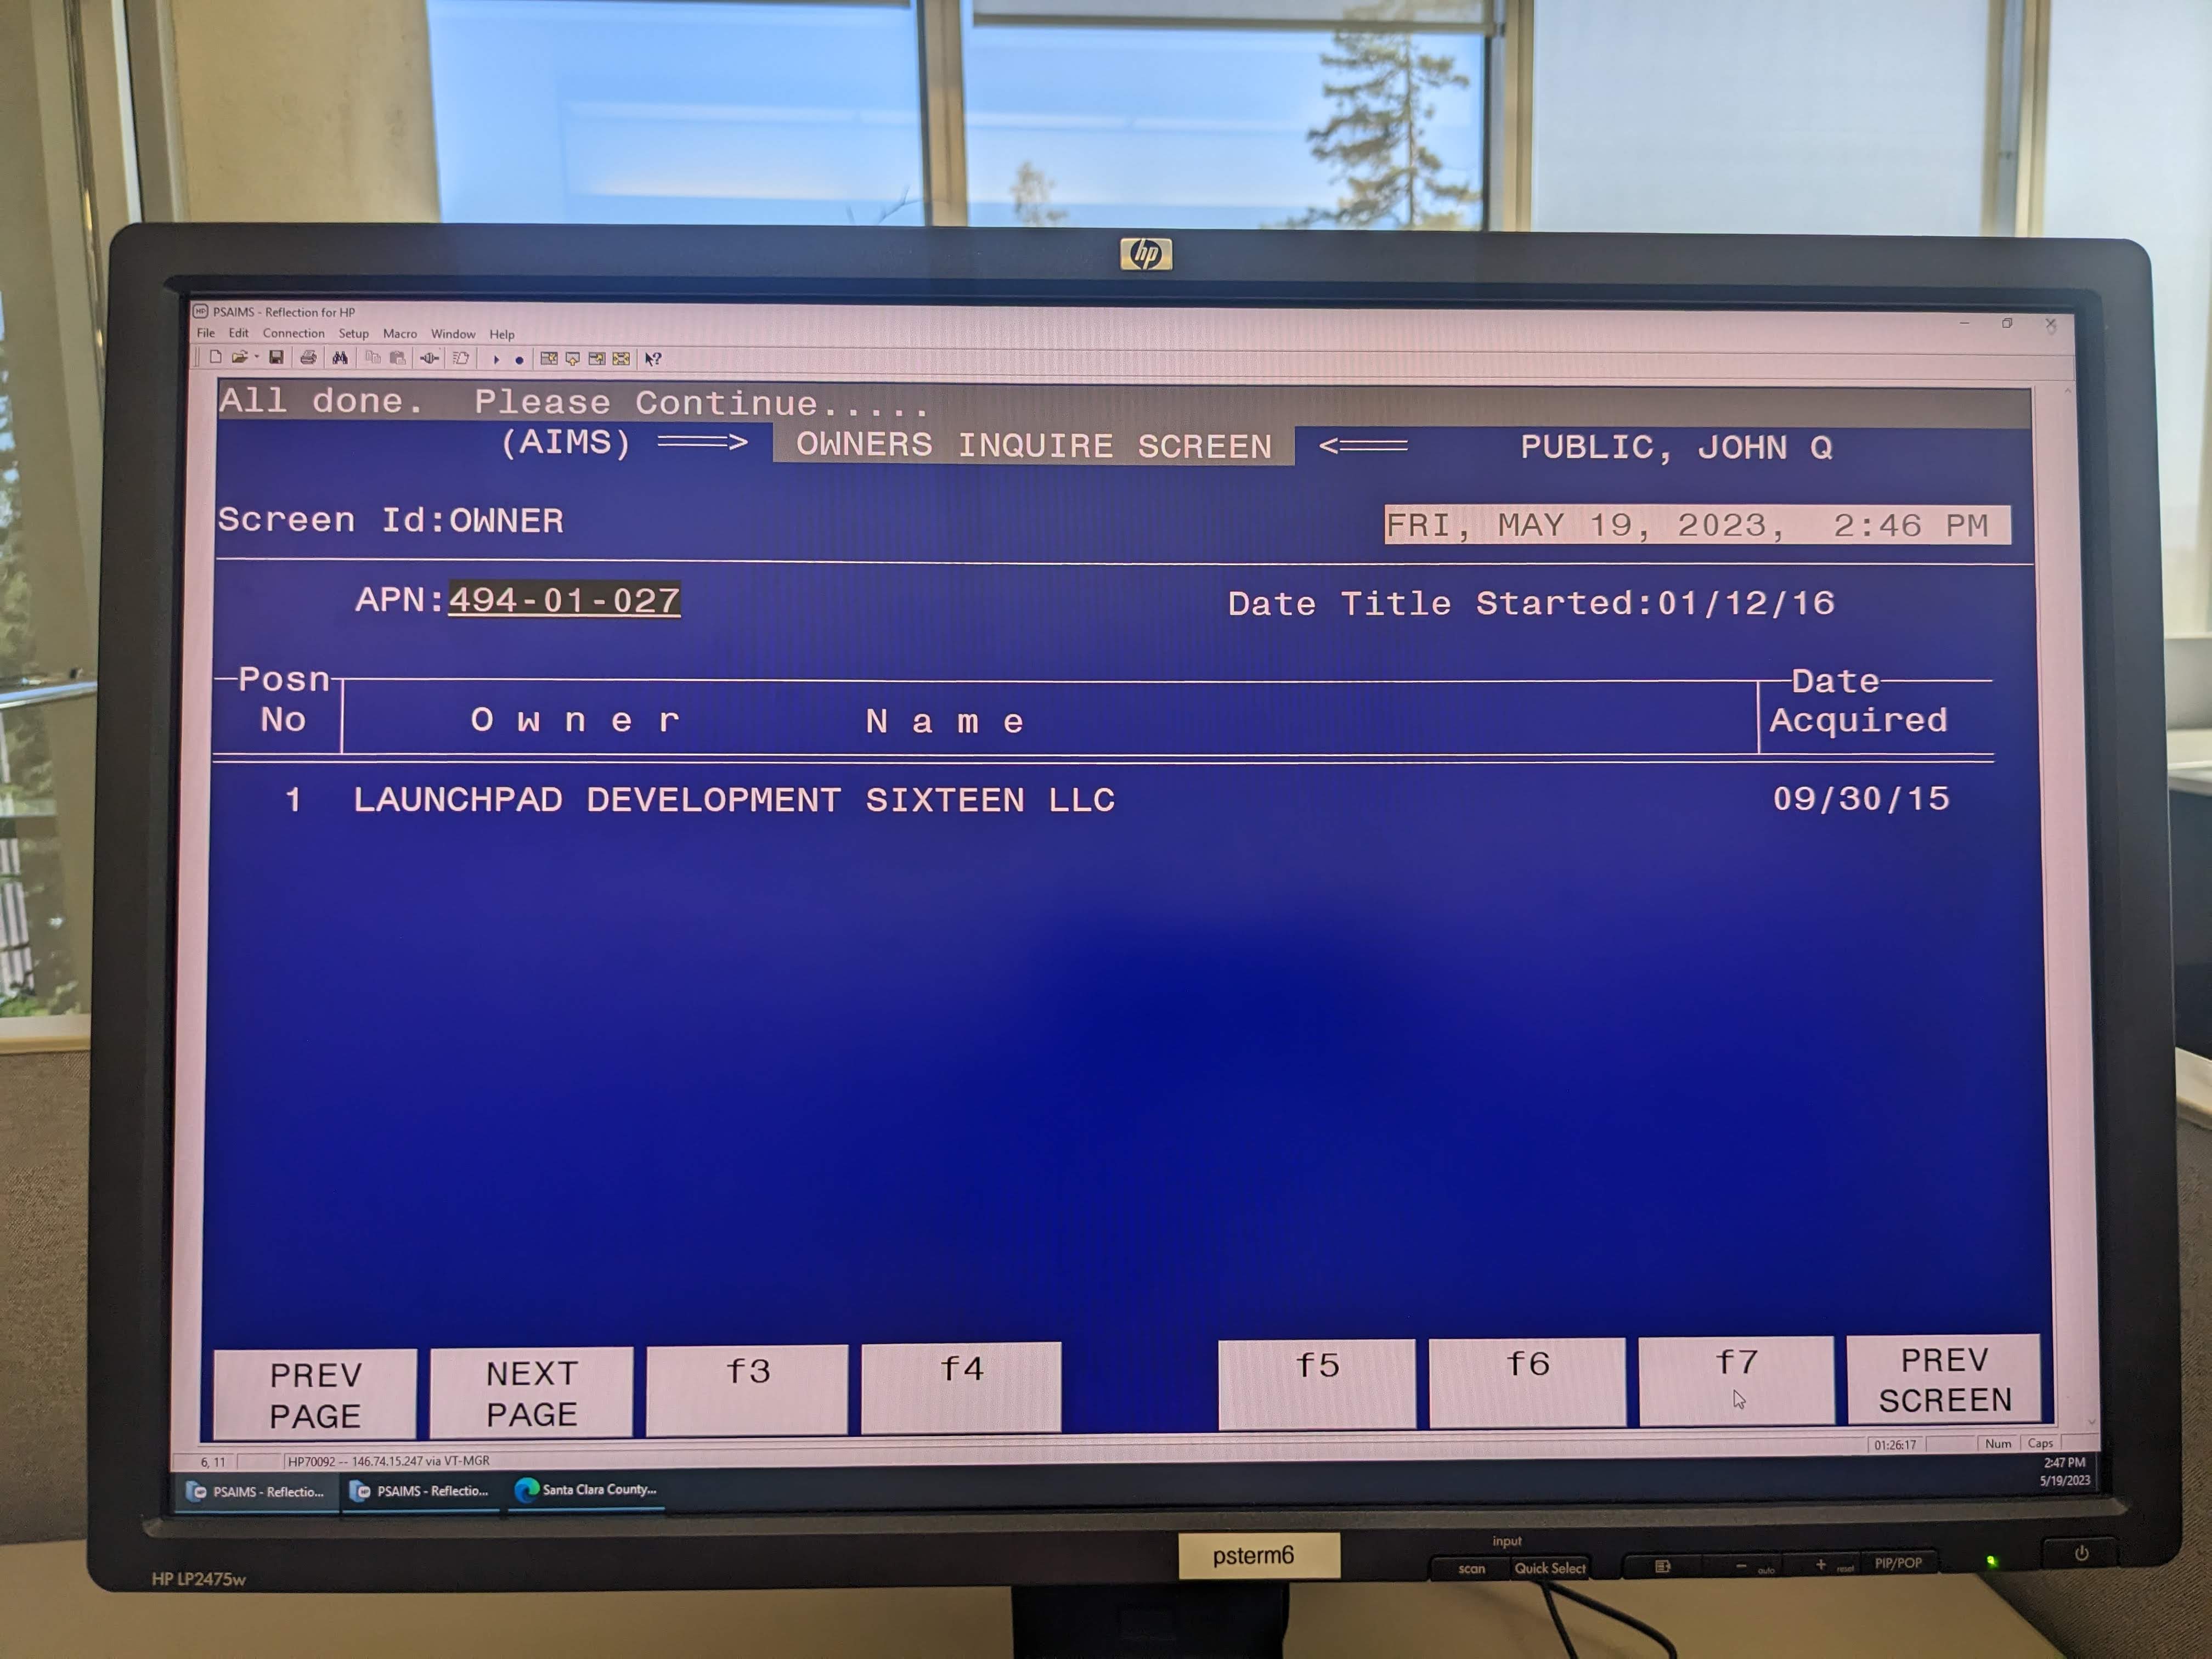 hp
PSAIMS - Reflection for HP
File Edit Connection Setup Macro Window Help
All done. Please Continue.....
(AIMS) ===> OWNERS INQUIRE SCREEN <=== PUBLIC, JOHN Q
Screen Id:OWNER FRI, MAY 19, 2023, 2:46 PM
APN:494-01-027 Date Title Started:01/12/16
Posn Date
No Owner Name Acquired
1 LAUNCHPAD DEVELOPMENT SIXTEEN LLC 09/30/15
PREV PAGE
NEXT PAGE
f3
f4
f5
f6
f7
PREV SCREEN
6, 11 HP70092 -- 146.74.15.247 via VT-MGR 01:26:17 Num Caps
PSAIMS - Reflectio... PSAIMS - Reflectio... Santa Clara County... 2:47 PM
5/19/2023
HP LP2475w
psterm6
input
scan Quick Select - auto + reset PIP/POP